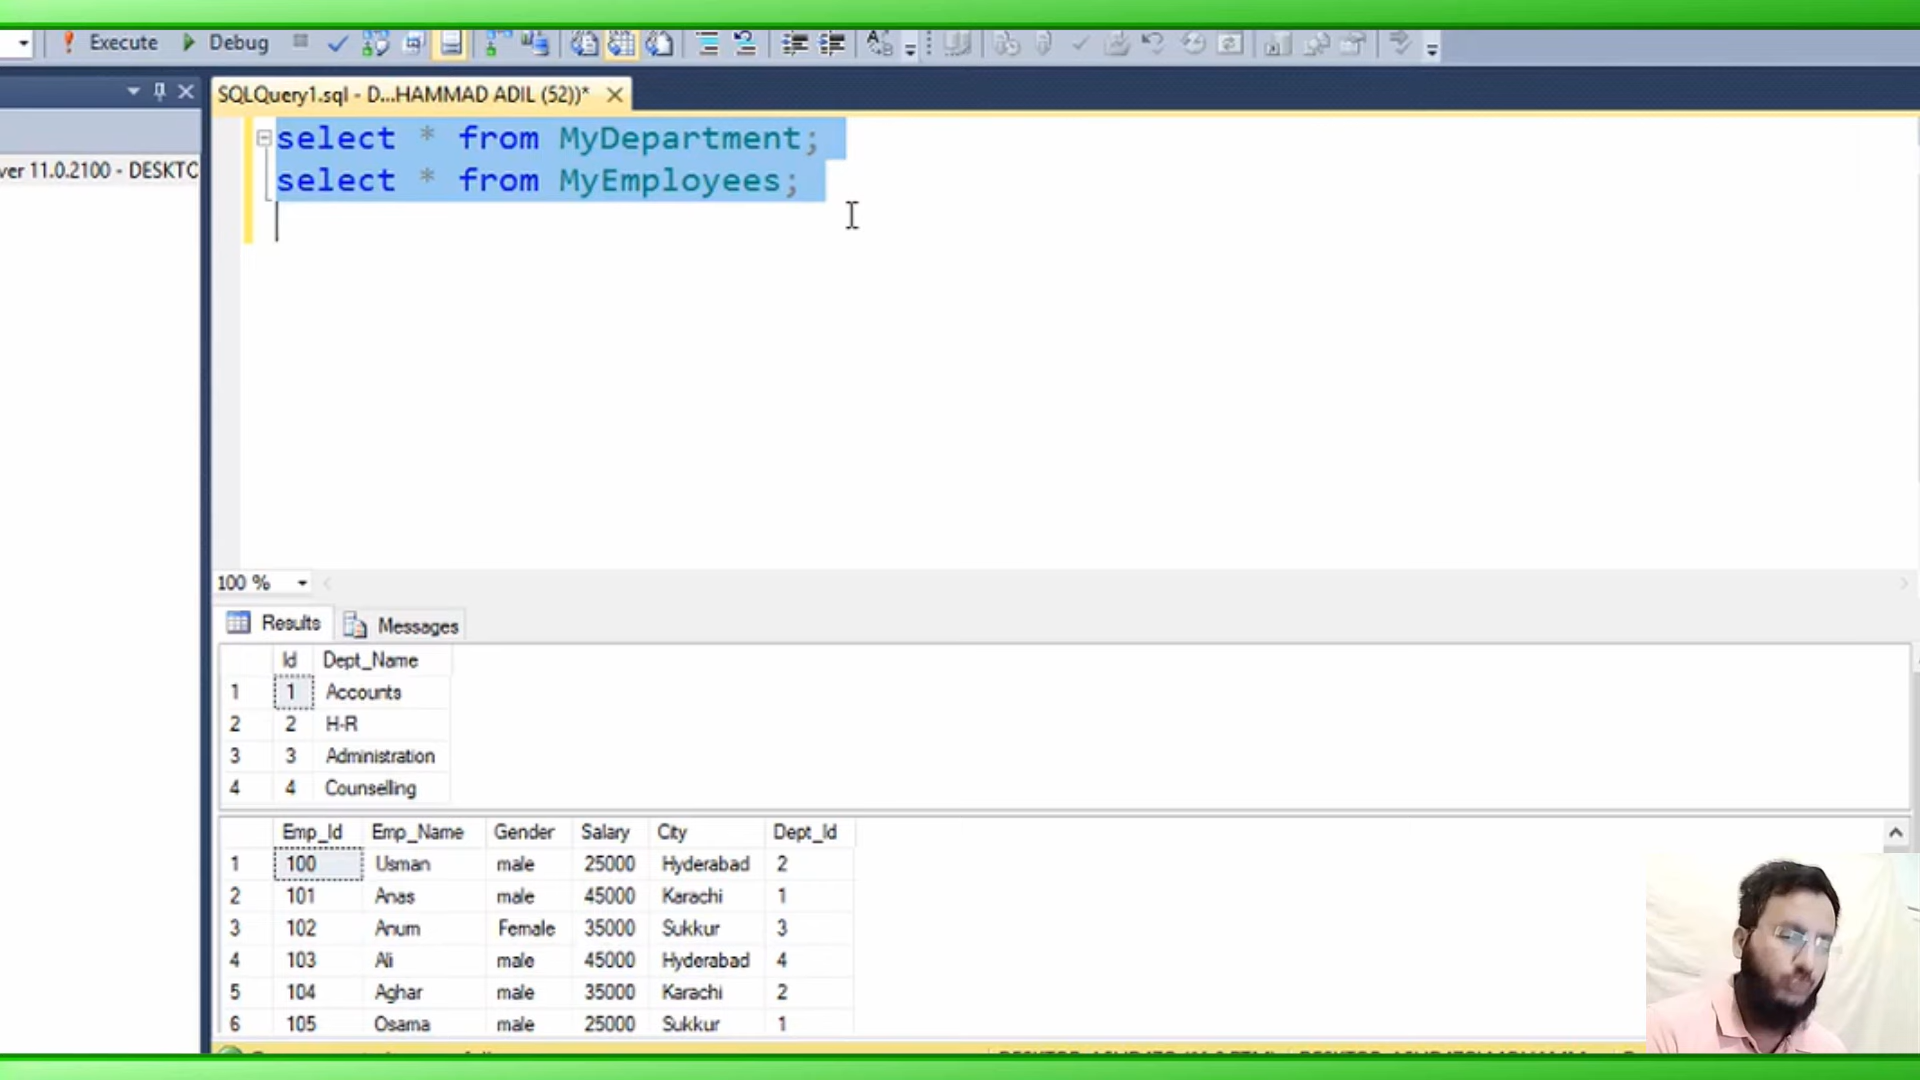 Execute Debug
SQLQuery1.sql - D...HAMMAD ADIL (52))*
select * from MyDepartment;
ver 11.0.2100 - DESKTC
select * from MyEmployees;
100 %
Results Messages
Id Dept_Name
1 1 Accounts
2 2 H-R
3 3 Administration
4 4 Counselling
Emp_Id Emp_Name Gender Salary City Dept_Id
1 100 Usman male 25000 Hyderabad 2
2 101 Anas male 45000 Karachi 1
3 102 Anum Female 35000 Sukkur 3
4 103 Ali male 45000 Hyderabad 4
5 104 Aghar male 35000 Karachi 2
6 105 Osama male 25000 Sukkur 1